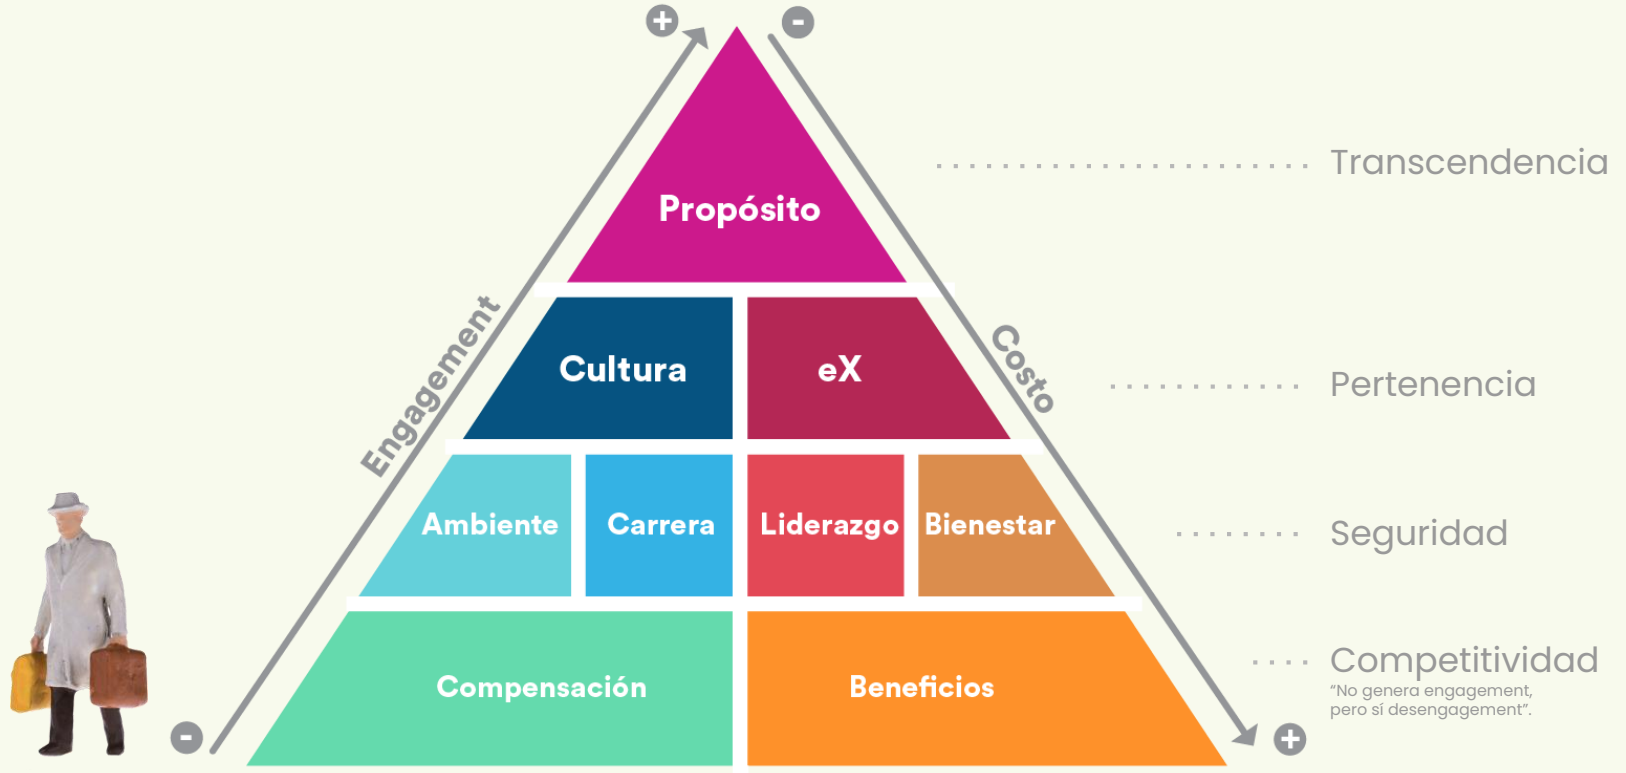 +
-
Propósito
Transcendencia
Engagement
Costo
Cultura
eX
Pertenencia
Ambiente
Carrera
Liderazgo
Bienestar
Seguridad
Compensación
Beneficios
Competitividad
“No genera engagement,
pero sí desengagement”.
-
+